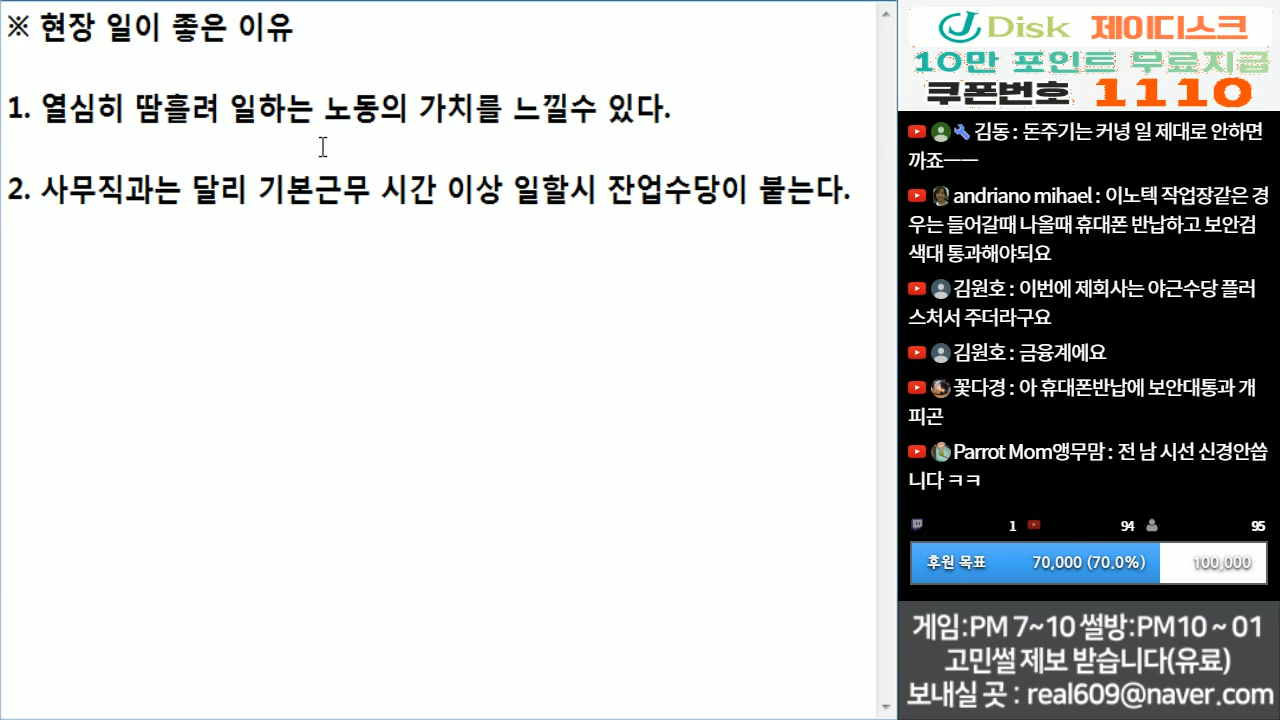 ※ 현장 일이 좋은 이유
1. 열심히 땀흘려 일하는 노동의 가치를 느낄수 있다.
2. 사무직과는 달리 기본근무 시간 이상 일할시 잔업수당이 붙는다.
J Disk 제이디스크
10만 포인트 무료지급
쿠폰번호 1110
김동 : 돈주기는 커녕 일 제대로 안하면
까죠ㅡㅡ
andriano mihael : 이노텍 작업장같은 경
우는 들어갈때 나올때 휴대폰 반납하고 보안검
색대 통과해야되요
김원호 : 이번에 제회사는 야근수당 플러
스처서 주더라구요
김원호 : 금융계에요
꽃다경 : 아 휴대폰반납에 보안대통과 개
피곤
Parrot Mom앵무맘 : 전 남 시선 신경안씁
니다 ㅋㅋ
1 94 95
후원 목표 70,000 (70.0%) 100,000
게임:PM 7~10 썰방:PM10 ~ 01
고민썰 제보 받습니다(유료)
보내실 곳 : real609@naver.com